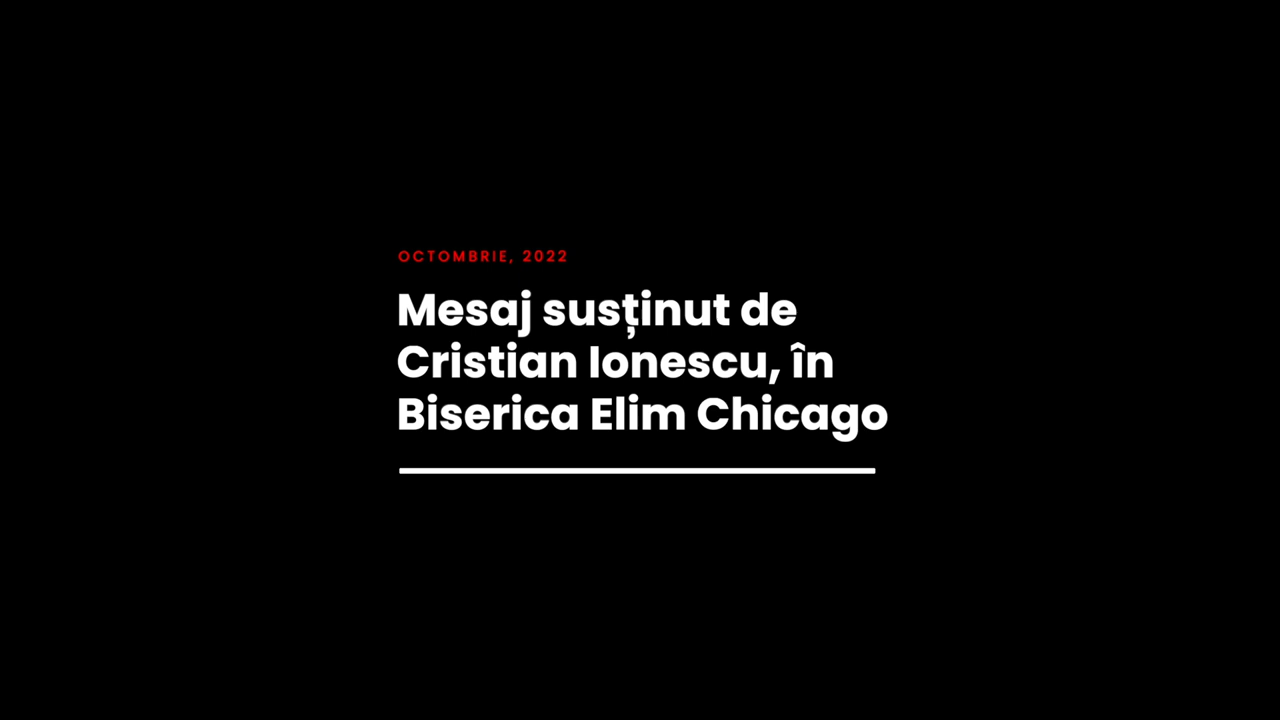 OCTOMBRIE, 2022
Mesaj susținut de
Cristian Ionescu, în
Biserica Elim Chicago